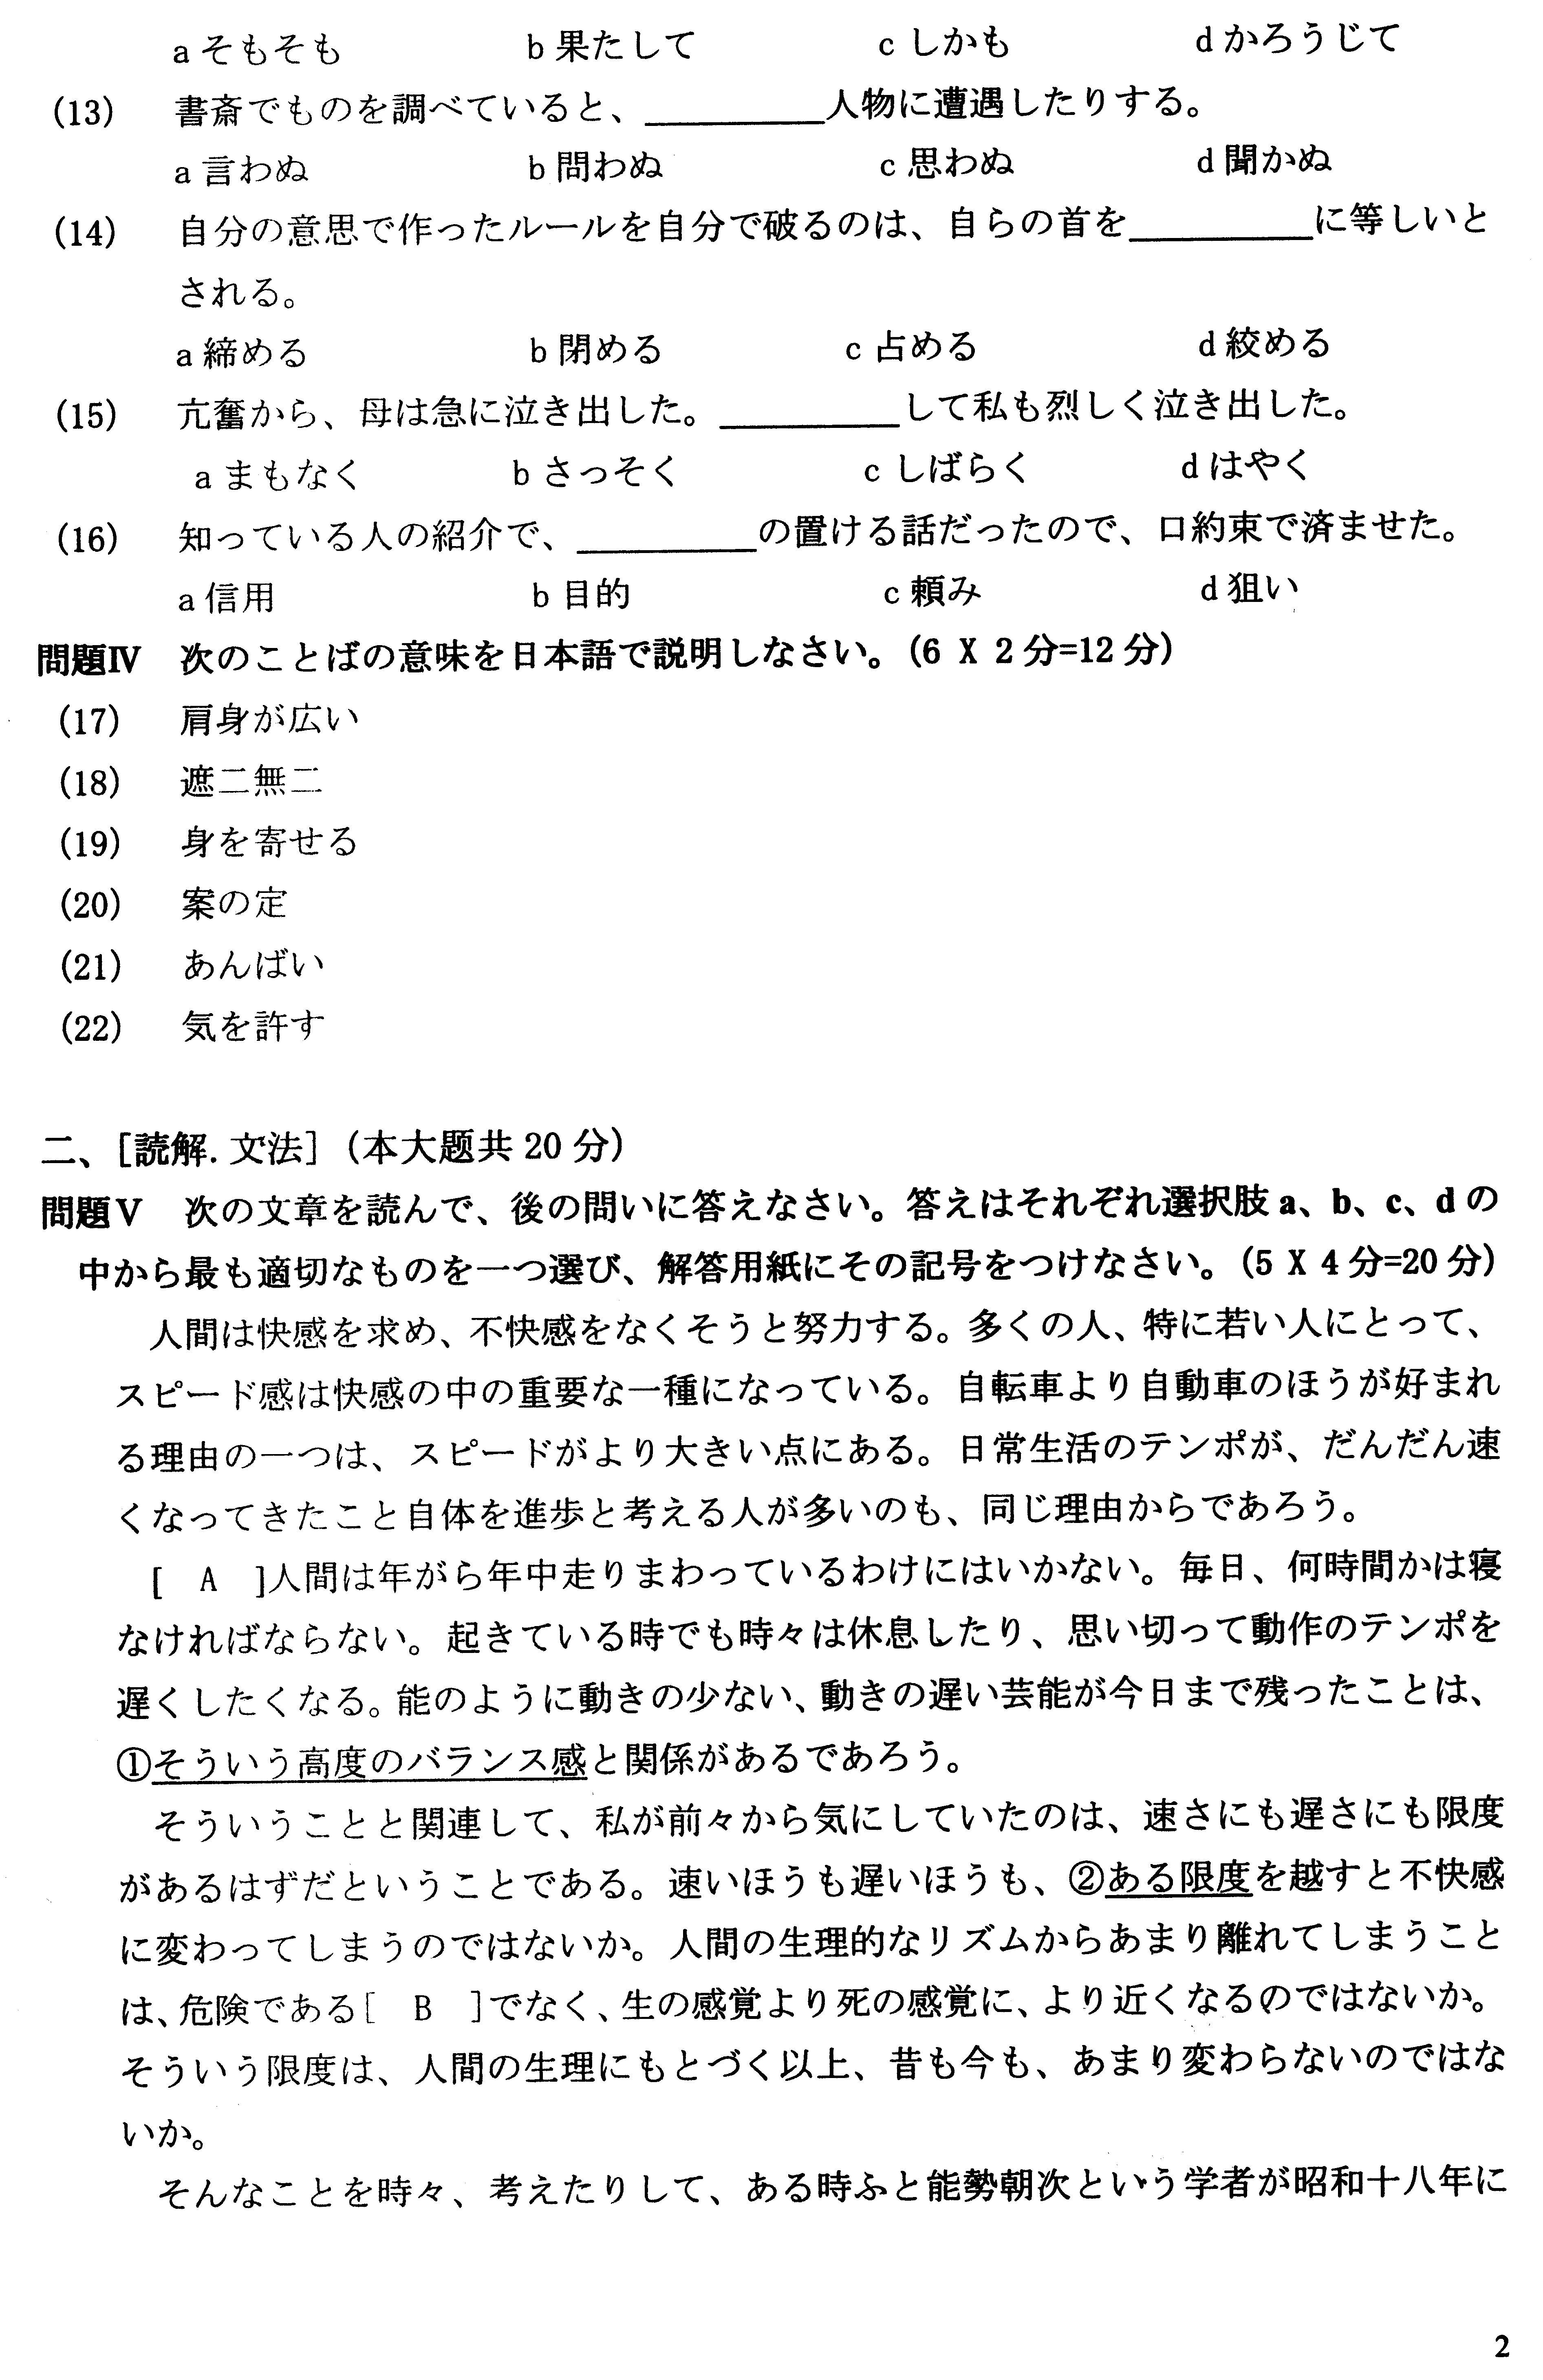 a そもそも b 果たして c しかも d かろうじて
(13) 書斎でものを調べていると、__________人物に遭遇したりする。
a 言わぬ b 問わぬ c 思わぬ d 聞かぬ
(14) 自分の意思で作ったルールを自分で破るのは、自らの首を__________に等しいと
される。
a 締める b 閉める c 占める d 絞める
(15) 亢奮から、母は急に泣き出した。__________して私も烈しく泣き出した。
a まもなく b さっそく c しばらく d はやく
(16) 知っている人の紹介で、__________の置ける話だったので、口約束で済ませた。
a 信用 b 目的 c 頼み d 狙い
問題Ⅳ 次のことばの意味を日本語で説明しなさい。(6 X 2 分=12 分)
(17) 肩身が広い
(18) 遮二無二
(19) 身を寄せる
(20) 案の定
(21) あんばい
(22) 気を許す
二、[読解. 文法] (本大题共 20 分)
問題Ⅴ 次の文章を読んで、後の問いに答えなさい。答えはそれぞれ選択肢 a、b、c、d の
中から最も適切なものを一つ選び、解答用紙にその記号をつけなさい。(5 X 4 分=20 分)
人間は快感を求め、不快感をなくそうと努力する。多くの人、特に若い人にとって、
スピード感は快感の中の重要な一種になっている。自転車より自動車のほうが好まれ
る理由の一つは、スピードがより大きい点にある。日常生活のテンポが、だんだん速
くなってきたこと自体を進歩と考える人が多いのも、同じ理由からであろう。
[ A ]人間は年がら年中走りまわっているわけにはいかない。毎日、何時間かは寝
なければならない。起きている時でも時々は休息したり、思い切って動作のテンポを
遅くしたくなる。能のように動きの少ない、動きの遅い芸能が今日まで残ったことは、
①そういう高度のバランス感と関係があるであろう。
そういうことと関連して、私が前々から気にしていたのは、速さにも遅さにも限度
があるはずだということである。速いほうも遅いほうも、②ある限度を越すと不快感
に変わってしまうのではないか。人間の生理的なリズムからあまり離れてしまうこと
は、危険である[ B ]でなく、生の感覚より死の感覚に、より近くなるのではないか。
そういう限度は、人間の生理にもとづく以上、昔も今も、あまり変わらないのではな
いか。
そんなことを時々、考えたりして、ある時ふと能勢朝次という学者が昭和十八年に
2